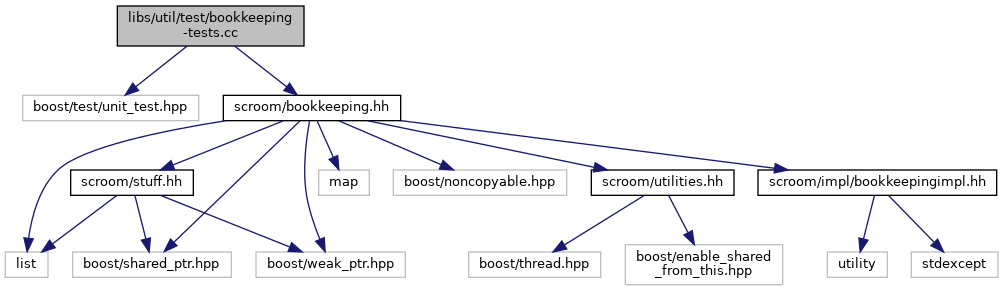 libs/util/test/bookkeeping
-tests.cc
boost/test/unit_test.hpp
scroom/bookkeeping.hh
scroom/stuff.hh
map
boost/noncopyable.hpp
scroom/utilities.hh
scroom/impl/bookkeepingimpl.hh
list
boost/shared_ptr.hpp
boost/weak_ptr.hpp
boost/thread.hpp
boost/enable_shared
_from_this.hpp
utility
stdexcept